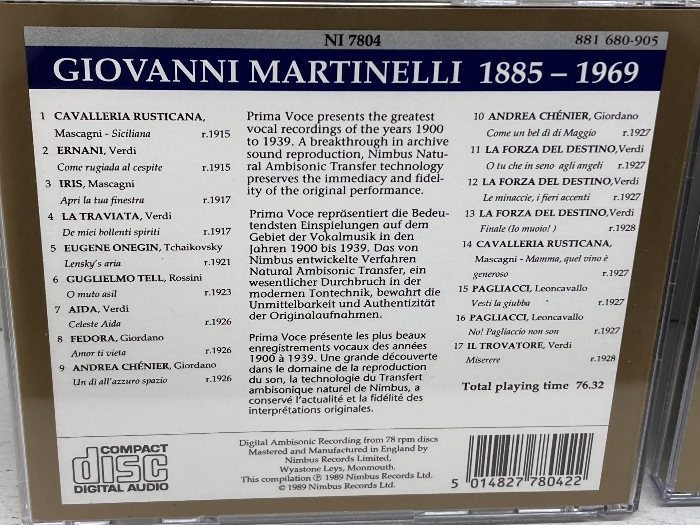 NI 7804
881 680-905
GIOVANNI MARTINELLI 1885 – 1969
1 CAVALLERIA RUSTICANA,
Mascagni - Siciliana r.1915
2 ERNANI, Verdi
Come rugiada al cespite r.1915
3 IRIS, Mascagni
Apri la tua finestra r.1917
4 LA TRAVIATA, Verdi
De miei bollenti spiriti r.1917
5 EUGENE ONEGIN, Tchaikovsky
Lensky's aria r.1921
6 GUGLIELMO TELL, Rossini
O muto asil r.1923
7 AIDA, Verdi
Celeste Aida r.1926
8 FEDORA, Giordano
Amor ti vieta r.1926
9 ANDREA CHÉNIER, Giordano
Un dì all'azzuro spazio r.1926
Prima Voce presents the greatest
vocal recordings of the years 1900
to 1939. A breakthrough in archive
sound reproduction, Nimbus Natu-
ral Ambisonic Transfer technology
preserves the immediacy and fidel-
ity of the original performance.
Prima Voce repräsentiert die Bedeu-
tendsten Einspielungen auf dem
Gebiet der Vokalmusik in den
Jahren 1900 bis 1939. Das von
Nimbus entwickelte Verfahren
Natural Ambisonic Transfer, ein
wesentlicher Durchbruch in der
modernen Tontechnik, bewahrt die
Unmittelbarkeit und Authentizität
der Originalaufnahmen.
Prima Voce présente les plus beaux
enregistrements vocaux des années
1900 à 1939. Une grande découverte
dans le domaine de la reproduction
du son, la technologie du Transfert
ambisonique naturel de Nimbus, a
conservé l'actualité et la fidélité des
interprétations originales.
10 ANDREA CHÉNIER, Giordano
Come un bel dì di Maggio r.1927
11 LA FORZA DEL DESTINO,Verdi
O tu che in seno agli angeli r.1927
12 LA FORZA DEL DESTINO,Verdi
Le minaccie, i fieri accenti r.1927
13 LA FORZA DEL DESTINO,Verdi
Finale (Io muoio! ) r.1928
14 CAVALLERIA RUSTICANA,
Mascagni - Mamma, quel vino è
generoso r.1927
15 PAGLIACCI, Leoncavallo
Vesti la giubba r.1927
16 PAGLIACCI, Leoncavallo
No! Pagliaccio non son r.1927
17 IL TROVATORE, Verdi
Miserere r.1928
Total playing time 76.32
COMPACT
disc
DIGITAL AUDIO
Digital Ambisonic Recording from 78 rpm discs
Mastered and Manufactured in England by
Nimbus Records Limited,
Wyastone Leys, Monmouth.
This compilation ℗ 1989 Nimbus Records Ltd.
© 1989 Nimbus Records Ltd.
5 014827 780422